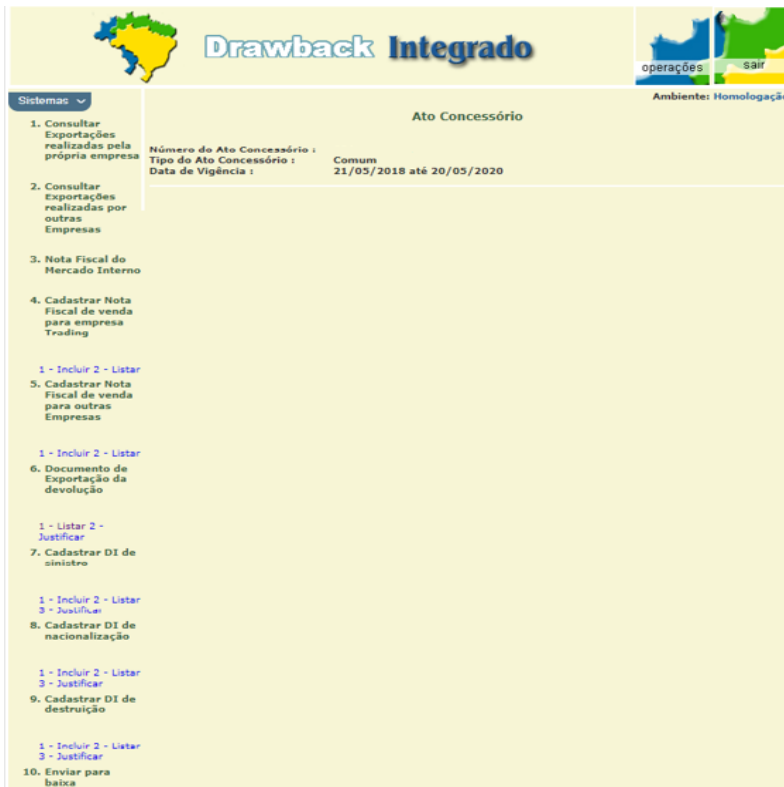 Drawback Integrado
operações
sair
Sistemas
Ambiente: Homologação
Ato Concessório
Número do Ato Concessório :
Tipo do Ato Concessório : Comum
Data de Vigência : 21/05/2018 até 20/05/2020
1. Consultar
Exportações
realizadas pela
própria empresa
2. Consultar
Exportações
realizadas por
outras
Empresas
3. Nota Fiscal do
Mercado Interno
4. Cadastrar Nota
Fiscal de venda
para empresa
Trading
1 - Incluir 2 - Listar
5. Cadastrar Nota
Fiscal de venda
para outras
Empresas
1 - Incluir 2 - Listar
6. Documento de
Exportação da
devolução
1 - Listar 2 -
Justificar
7. Cadastrar DI de
sinistro
1 - Incluir 2 - Listar
3 - Justificar
8. Cadastrar DI de
nacionalização
1 - Incluir 2 - Listar
3 - Justificar
9. Cadastrar DI de
destruição
1 - Incluir 2 - Listar
3 - Justificar
10. Enviar para
baixa